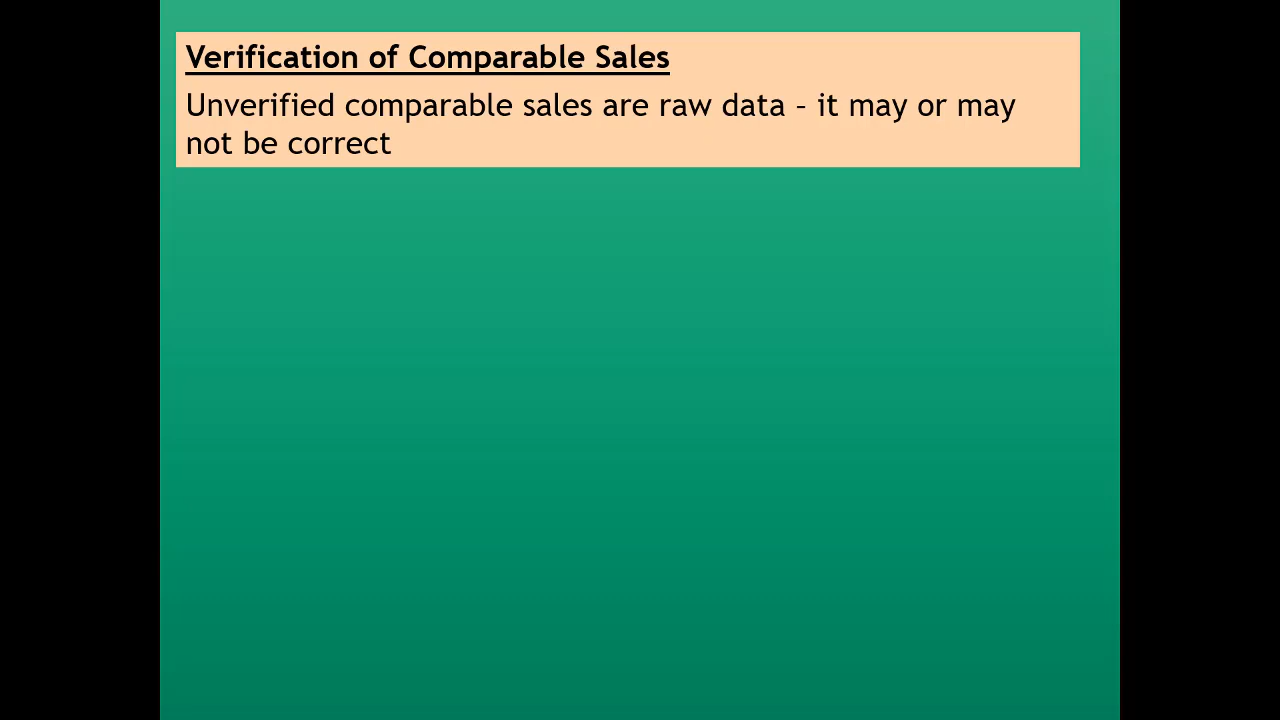 Verification of Comparable Sales
Unverified comparable sales are raw data – it may or may
not be correct